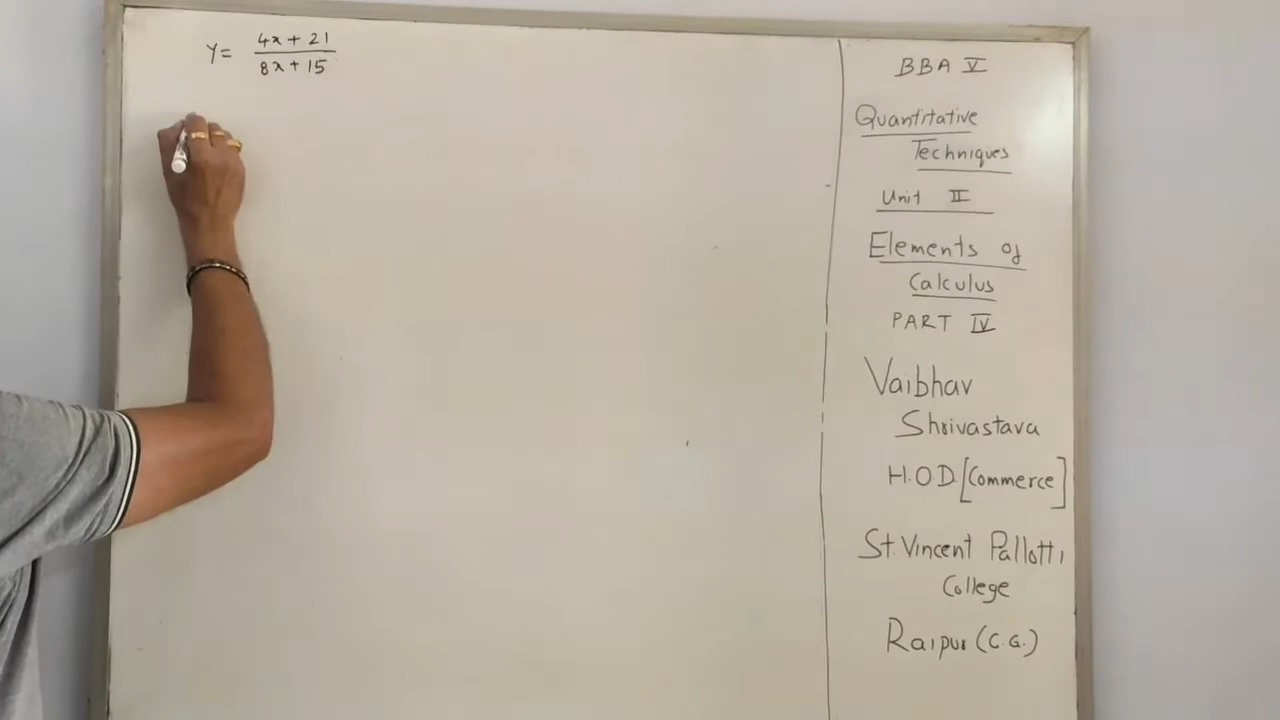 Y = 4x + 21
8x + 15
BBA V
Quantitative
Techniques
Unit II
Elements of
Calculus
PART IV
Vaibhav
Shrivastava
H.O.D. [Commerce]
St. Vincent Pallotti
College
Raipur (C.G.)